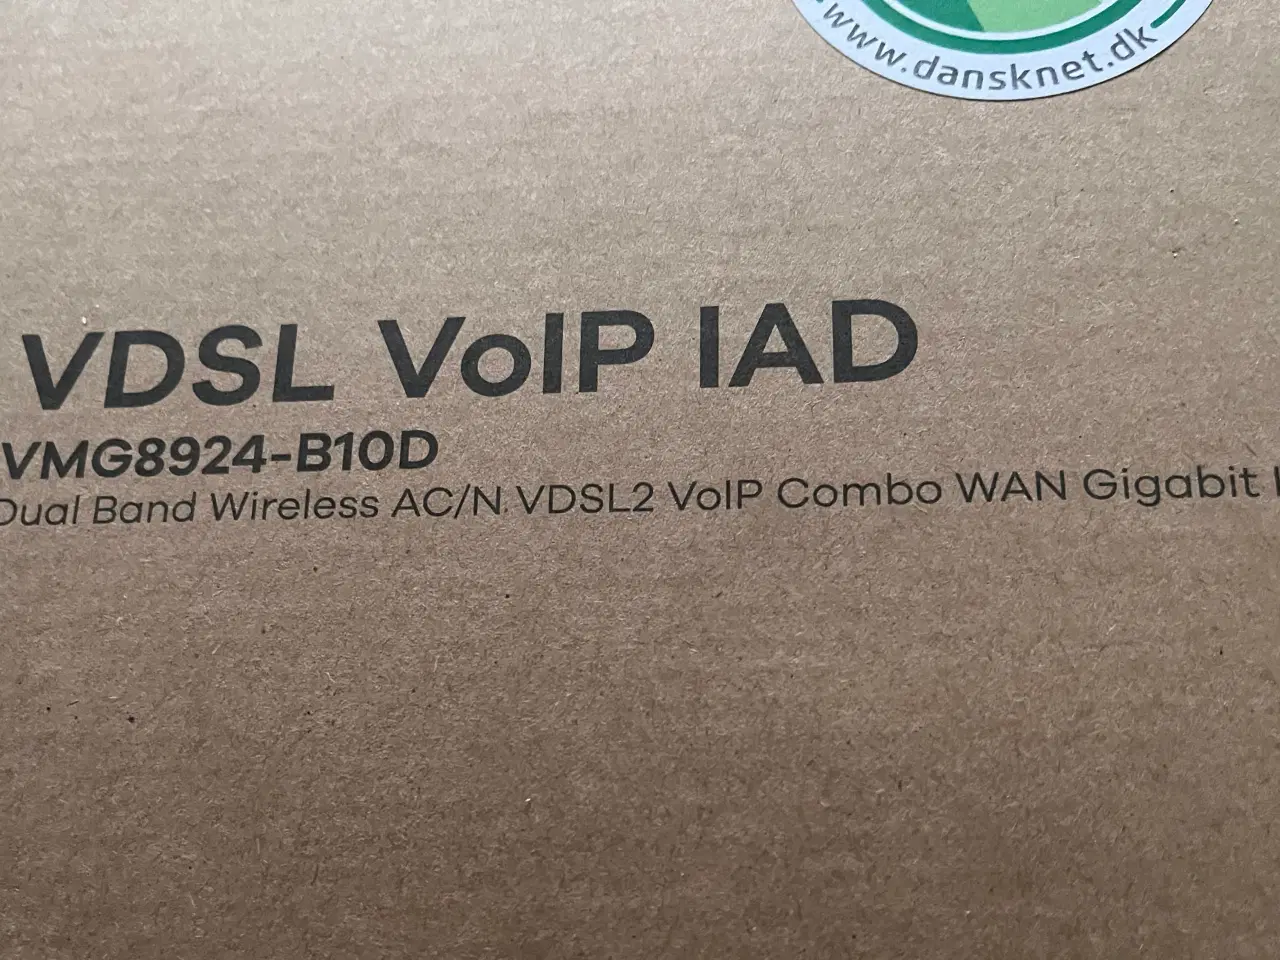 www.dansknet.dk
VDSL VoIP IAD
VMG8924-B10D
Dual Band Wireless AC/N VDSL2 VoIP Combo WAN Gigabit